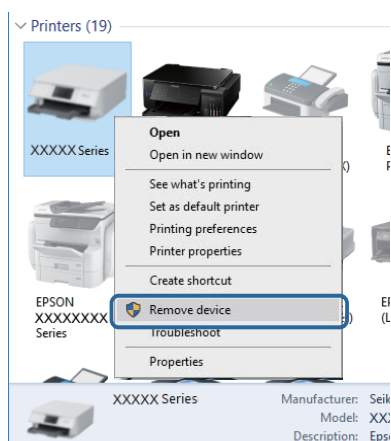 Printers (19)
XXXXX Series
Open
Open in new window
See what's printing
Set as default printer
Printing preferences
Printer properties
Create shortcut
Remove device
Troubleshoot
Properties
EPSON
XXXXXXXX
Series
XXXXX Series
Manufacturer:
Model:
Description: